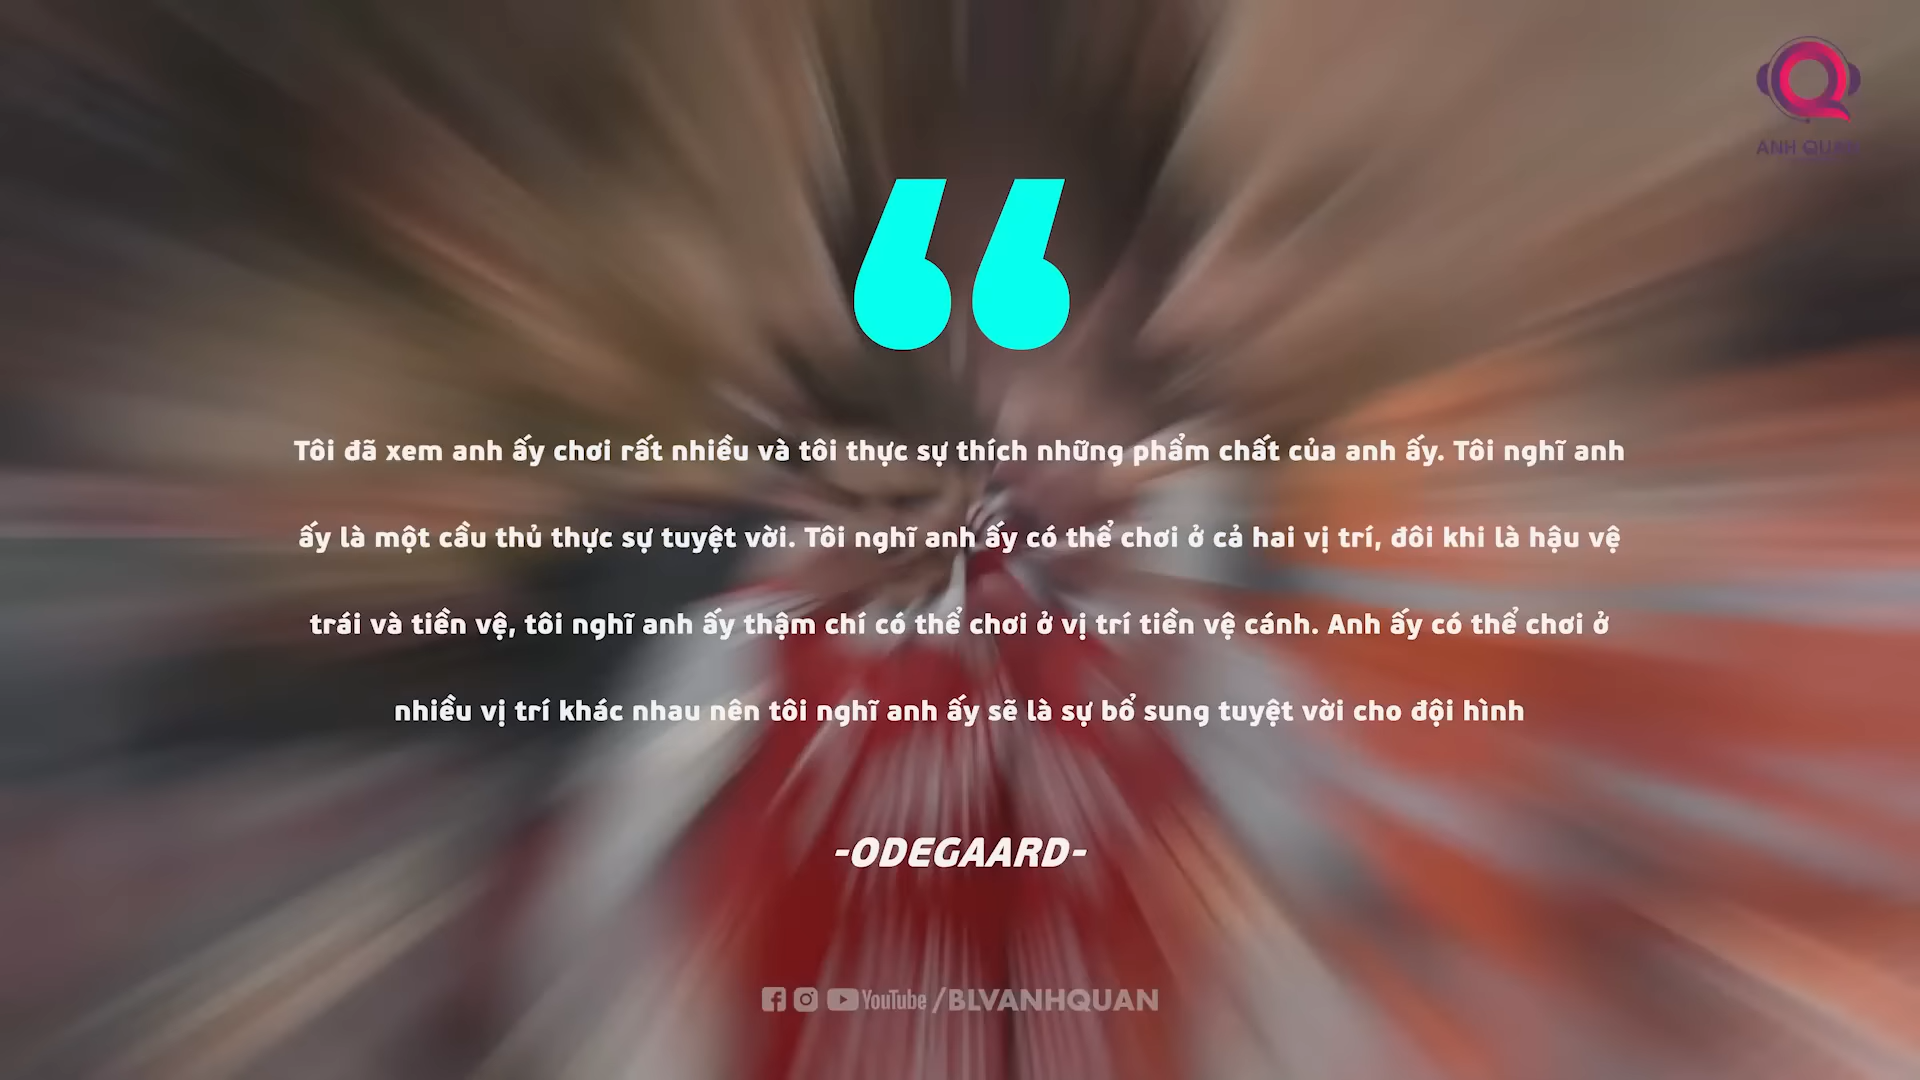 ANH QUAN
Tôi đã xem anh ấy chơi rất nhiều và tôi thực sự thích những phẩm chất của anh ấy. Tôi nghĩ anh
ấy là một cầu thủ thực sự tuyệt vời. Tôi nghĩ anh ấy có thể chơi ở cả hai vị trí, đôi khi là hậu vệ
trái và tiền vệ, tôi nghĩ anh ấy thậm chí có thể chơi ở vị trí tiền vệ cánh. Anh ấy có thể chơi ở
nhiều vị trí khác nhau nên tôi nghĩ anh ấy sẽ là sự bổ sung tuyệt vời cho đội hình
-ODEGAARD-
YouTube /BLVANHQUAN